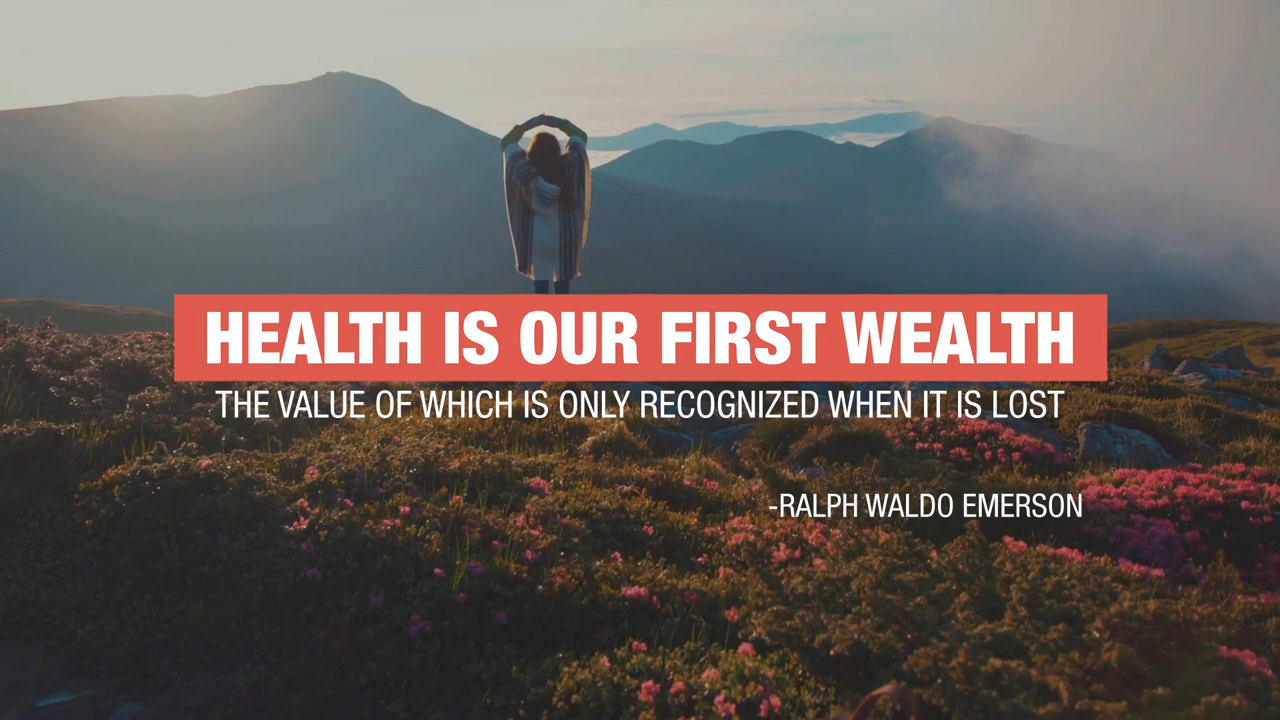 HEALTH IS OUR FIRST WEALTH
THE VALUE OF WHICH IS ONLY RECOGNIZED WHEN IT IS LOST
-RALPH WALDO EMERSON